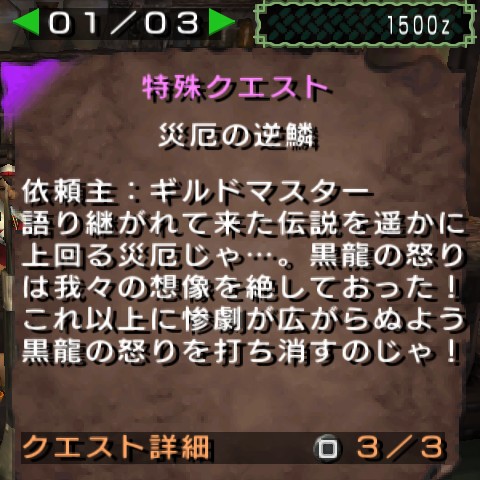 01/03
1500z
特殊クエスト
災厄の逆鱗
依頼主：ギルドマスター
語り継がれて来た伝説を遥かに
上回る災厄じゃ…。黒龍の怒り
は我々の想像を絶しておった！
これ以上に惨劇が広がらぬよう
黒龍の怒りを打ち消すのじゃ！
クエスト詳細 3／3